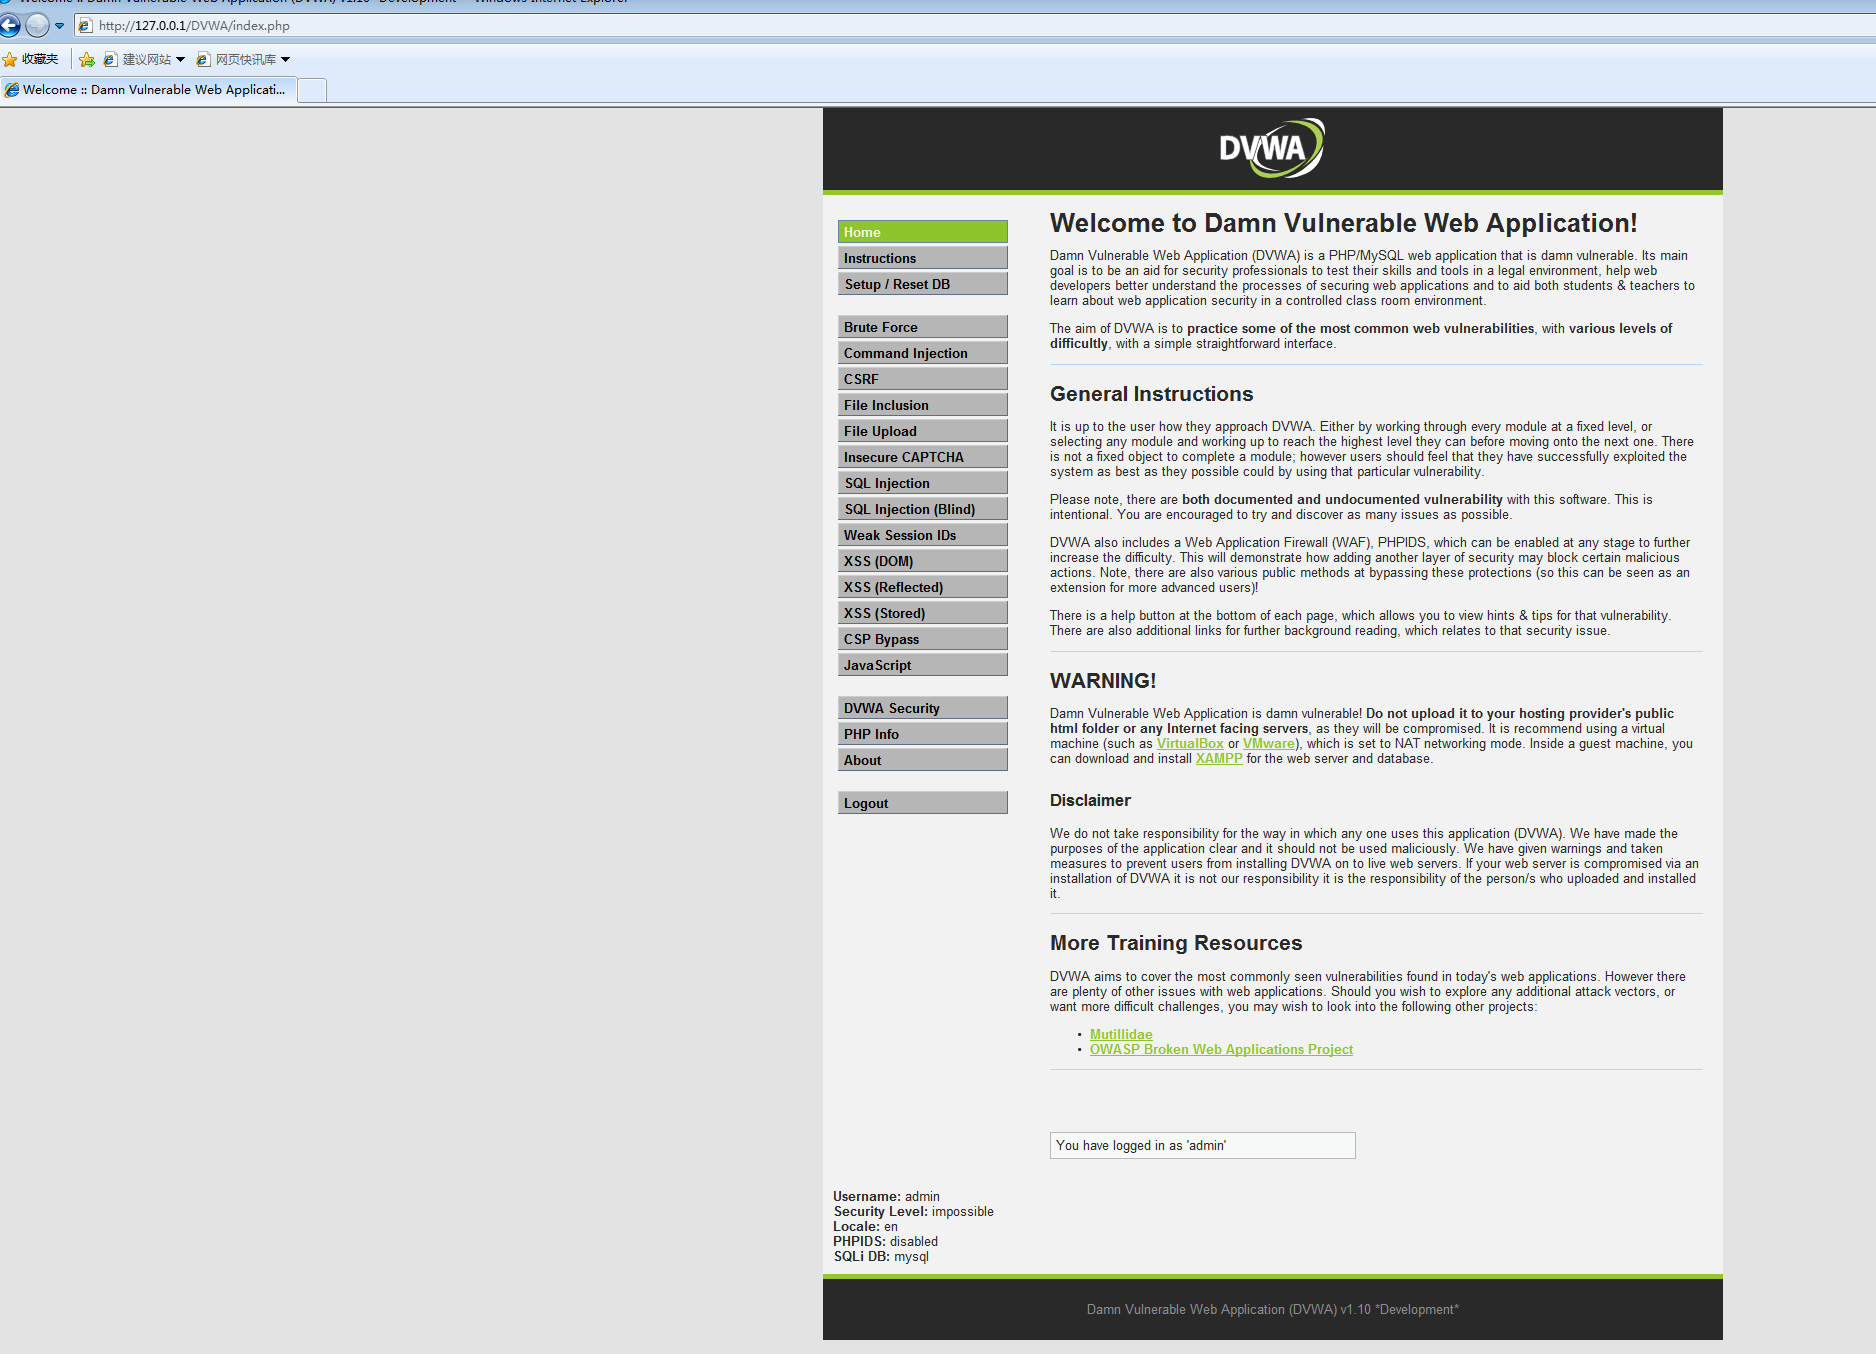 Welcome :: Damn Vulnerable Web Application (DVWA) v1.10 *Development* - Windows Internet Explorer
http://127.0.0.1/DVWA/index.php
收藏夹 建议网站 网页快讯库
Welcome :: Damn Vulnerable Web Applicati...
DVWA
Home
Instructions
Setup / Reset DB
Brute Force
Command Injection
CSRF
File Inclusion
File Upload
Insecure CAPTCHA
SQL Injection
SQL Injection (Blind)
Weak Session IDs
XSS (DOM)
XSS (Reflected)
XSS (Stored)
CSP Bypass
JavaScript
DVWA Security
PHP Info
About
Logout
Welcome to Damn Vulnerable Web Application!
Damn Vulnerable Web Application (DVWA) is a PHP/MySQL web application that is damn vulnerable. Its main
goal is to be an aid for security professionals to test their skills and tools in a legal environment, help web
developers better understand the processes of securing web applications and to aid both students & teachers to
learn about web application security in a controlled class room environment.
The aim of DVWA is to practice some of the most common web vulnerabilities, with various levels of
difficultly, with a simple straightforward interface.
General Instructions
It is up to the user how they approach DVWA. Either by working through every module at a fixed level, or
selecting any module and working up to reach the highest level they can before moving onto the next one. There
is not a fixed object to complete a module; however users should feel that they have successfully exploited the
system as best as they possible could by using that particular vulnerability.
Please note, there are both documented and undocumented vulnerability with this software. This is
intentional. You are encouraged to try and discover as many issues as possible.
DVWA also includes a Web Application Firewall (WAF), PHPIDS, which can be enabled at any stage to further
increase the difficulty. This will demonstrate how adding another layer of security may block certain malicious
actions. Note, there are also various public methods at bypassing these protections (so this can be seen as an
extension for more advanced users)!
There is a help button at the bottom of each page, which allows you to view hints & tips for that vulnerability.
There are also additional links for further background reading, which relates to that security issue.
WARNING!
Damn Vulnerable Web Application is damn vulnerable! Do not upload it to your hosting provider's public
html folder or any Internet facing servers, as they will be compromised. It is recommend using a virtual
machine (such as VirtualBox or VMware), which is set to NAT networking mode. Inside a guest machine, you
can download and install XAMPP for the web server and database.
Disclaimer
We do not take responsibility for the way in which any one uses this application (DVWA). We have made the
purposes of the application clear and it should not be used maliciously. We have given warnings and taken
measures to prevent users from installing DVWA on to live web servers. If your web server is compromised via an
installation of DVWA it is not our responsibility it is the responsibility of the person/s who uploaded and installed
it.
More Training Resources
DVWA aims to cover the most commonly seen vulnerabilities found in today's web applications. However there
are plenty of other issues with web applications. Should you wish to explore any additional attack vectors, or
want more difficult challenges, you may wish to look into the following other projects:
• Mutillidae
• OWASP Broken Web Applications Project
You have logged in as 'admin'
Username: admin
Security Level: impossible
Locale: en
PHPIDS: disabled
SQLi DB: mysql
Damn Vulnerable Web Application (DVWA) v1.10 *Development*